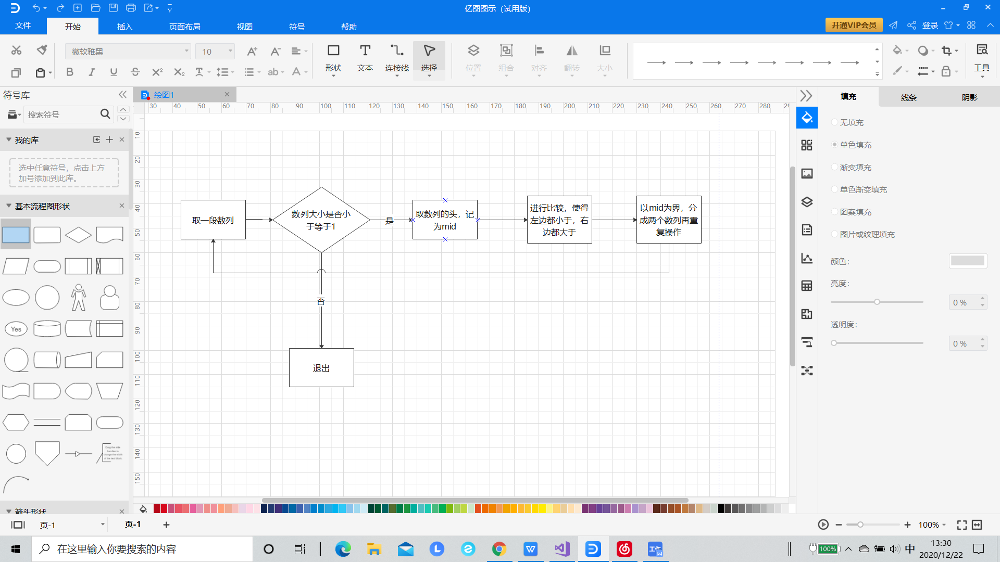 亿图图示（试用版）
文件
开始
插入
页面布局
视图
符号
帮助
开通VIP会员
登录
微软雅黑
10
形状
文本
连接线
选择
位置
组合
对齐
翻转
大小
工具
符号库
搜索符号
我的库
选中任意符号，点击上方
加号添加到此库。
基本流程图形状
Yes
Drag the side
handles to
change the width
of the text block.
箭头形状
绘图1
30 40 50 60 70 80 90 100 110 120 130 140 150 160 170 180 190 200 210 220 230 240 250 260 270 280 29
10
20
30
40
50
60
70
80
90
100
110
120
130
140
150
取一段数列
数列大小是否小
于等于1
是
取数列的头，记
为mid
进行比较，使得
左边都小于，右
边都大于
以mid为界，分
成两个数列再重
复操作
否
退出
填充
线条
阴影
无填充
单色填充
渐变填充
单色渐变填充
图案填充
图片或纹理填充
颜色：
亮度：
0 %
透明度：
0 %
页-1
页-1
100%
在这里输入你要搜索的内容
100%
中
13:30
2020/12/22